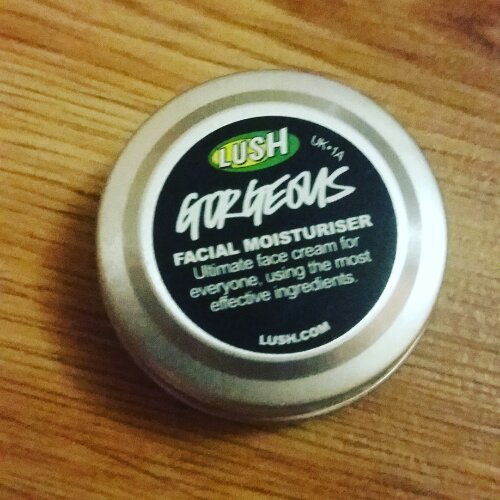 LUSH
UK•1A
GORGEOUS
FACIAL MOISTURISER
Ultimate face cream for
everyone, using the most
effective ingredients.
LUSH.COM